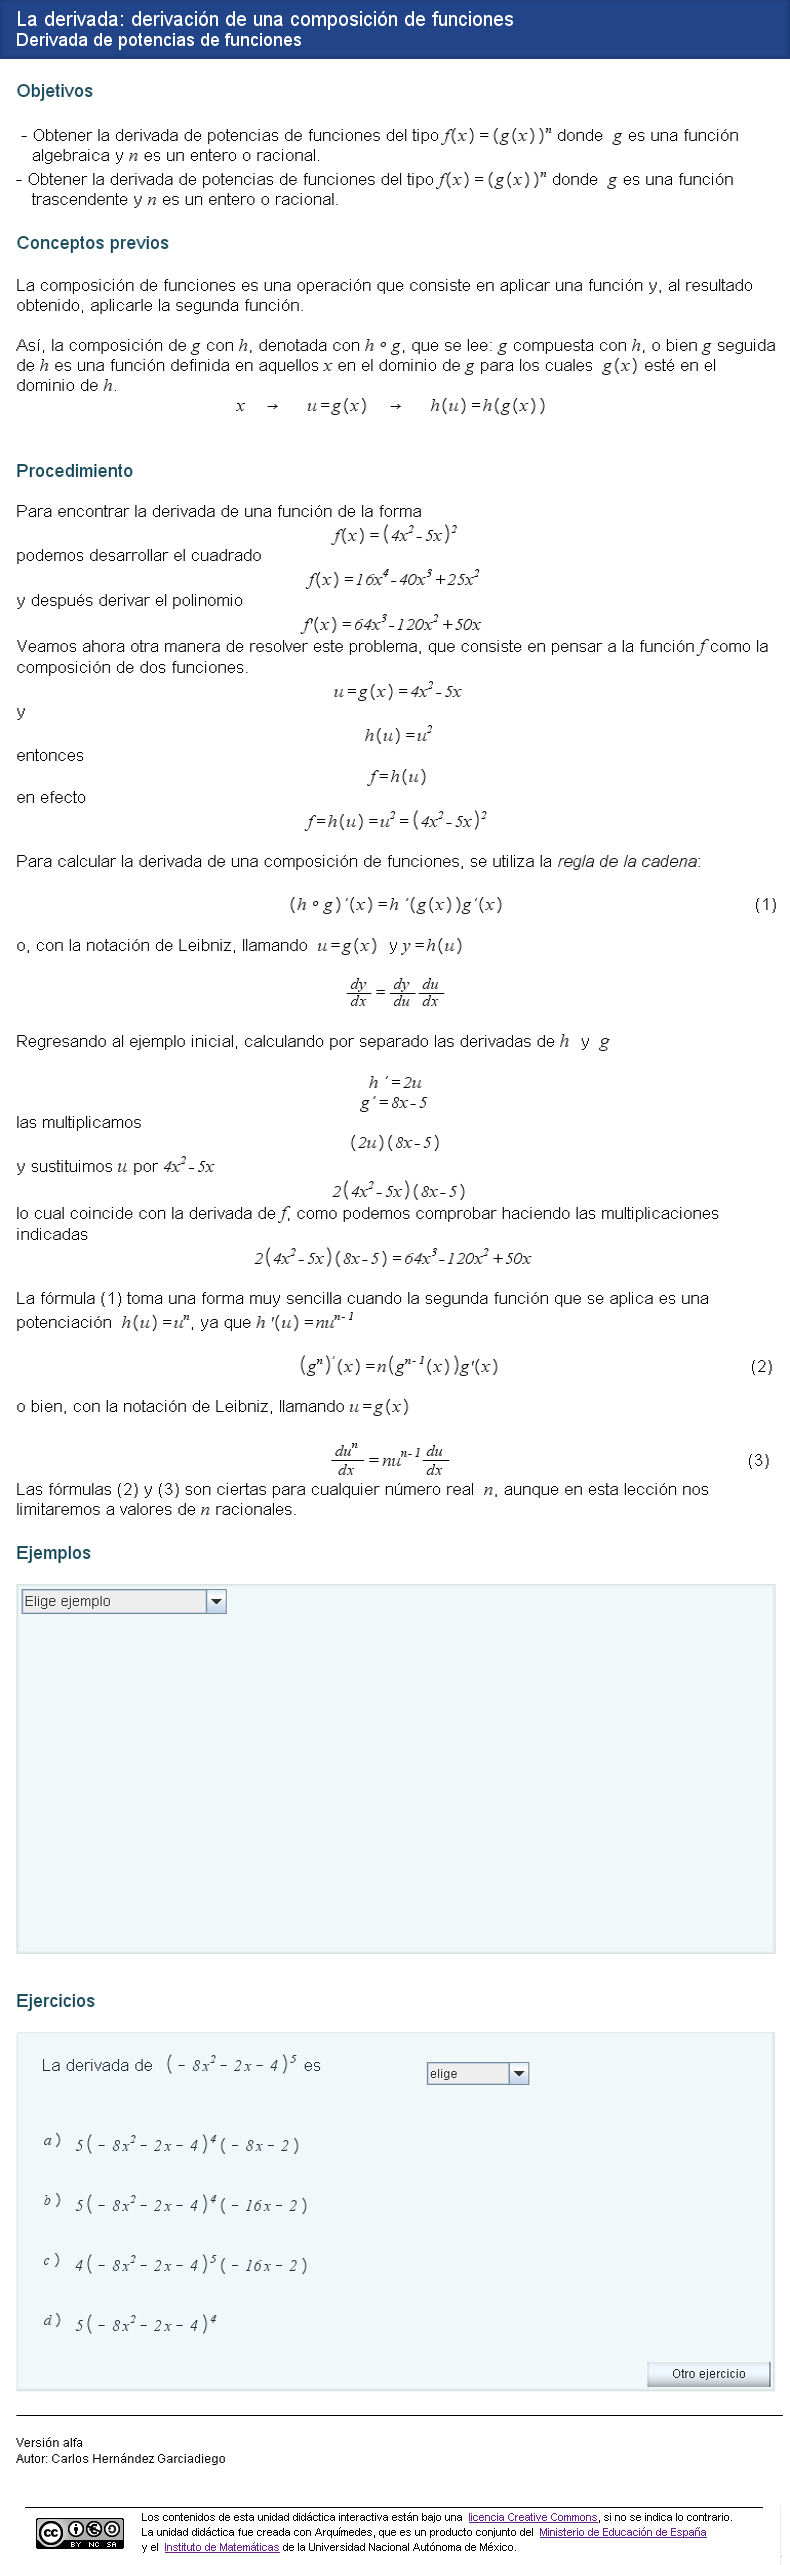 La derivada: derivación de una composición de funciones
Derivada de potencias de funciones
Objetivos
- Obtener la derivada de potencias de funciones del tipo f(x) = (g(x))^n donde g es una función
algebraica y n es un entero o racional.
- Obtener la derivada de potencias de funciones del tipo f(x) = (g(x))^n donde g es una función
trascendente y n es un entero o racional.
Conceptos previos
La composición de funciones es una operación que consiste en aplicar una función y, al resultado
obtenido, aplicarle la segunda función.
Así, la composición de g con h, denotada con h ∘ g, que se lee: g compuesta con h, o bien g seguida
de h es una función definida en aquellos x en el dominio de g para los cuales g(x) esté en el
dominio de h.
x → u=g(x) → h(u)=h(g(x))
Procedimiento
Para encontrar la derivada de una función de la forma
f(x) = (4x^2-5x)^2
podemos desarrollar el cuadrado
f(x) =16x^4-40x^3+25x^2
y después derivar el polinomio
f'(x) = 64x^3-120x^2+50x
Veamos ahora otra manera de resolver este problema, que consiste en pensar a la función f como la
composición de dos funciones.
u=g(x) =4x^2-5x
y
h(u) =u^2
entonces
f=h(u)
en efecto
f=h(u) =u^2 = (4x^2-5x)^2
Para calcular la derivada de una composición de funciones, se utiliza la regla de la cadena:
(h ∘ g)´(x) =h ´(g(x))g´(x) (1)
o, con la notación de Leibniz, llamando u=g(x) y y=h(u)
dy/dx = dy/du du/dx
Regresando al ejemplo inicial, calculando por separado las derivadas de h y g
h ´=2u
g´=8x-5
las multiplicamos
(2u)(8x-5)
y sustituimos u por 4x^2-5x
2(4x^2-5x)(8x-5)
lo cual coincide con la derivada de f, como podemos comprobar haciendo las multiplicaciones
indicadas
2(4x^2-5x)(8x-5) =64x^3-120x^2+50x
La fórmula (1) toma una forma muy sencilla cuando la segunda función que se aplica es una
potenciación h(u) =u^n, ya que h '(u) =nu^{n-1}
(g^n)´(x) =n(g^{n-1}(x))g'(x) (2)
o bien, con la notación de Leibniz, llamando u=g(x)
du^n/dx = nu^{n-1} du/dx (3)
Las fórmulas (2) y (3) son ciertas para cualquier número real n, aunque en esta lección nos
limitaremos a valores de n racionales.
Ejemplos
Elige ejemplo
Ejercicios
La derivada de (- 8x^2 - 2x - 4)^5 es elige
a) 5(- 8x^2 - 2x - 4)^4(- 8x - 2)
b) 5(- 8x^2 - 2x - 4)^4(- 16x - 2)
c) 4(- 8x^2 - 2x - 4)^5(- 16x - 2)
d) 5(- 8x^2 - 2x - 4)^4
Otro ejercicio
Versión alfa
Autor: Carlos Hernández Garciadiego
Los contenidos de esta unidad didáctica interactiva están bajo una licencia Creative Commons, si no se indica lo contrario.
La unidad didáctica fue creada con Arquímedes, que es un producto conjunto del Ministerio de Educación de España
y el Instituto de Matemáticas de la Universidad Nacional Autónoma de México.
cc BY NC SA